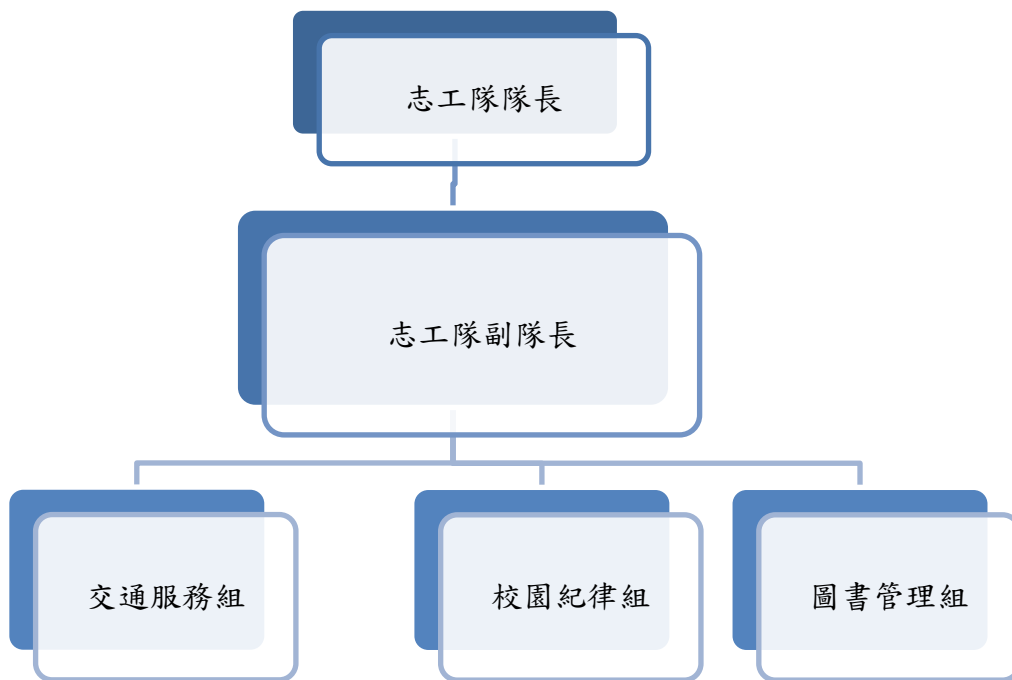 志工隊隊長
志工隊副隊長
交通服務組
校園紀律組
圖書管理組